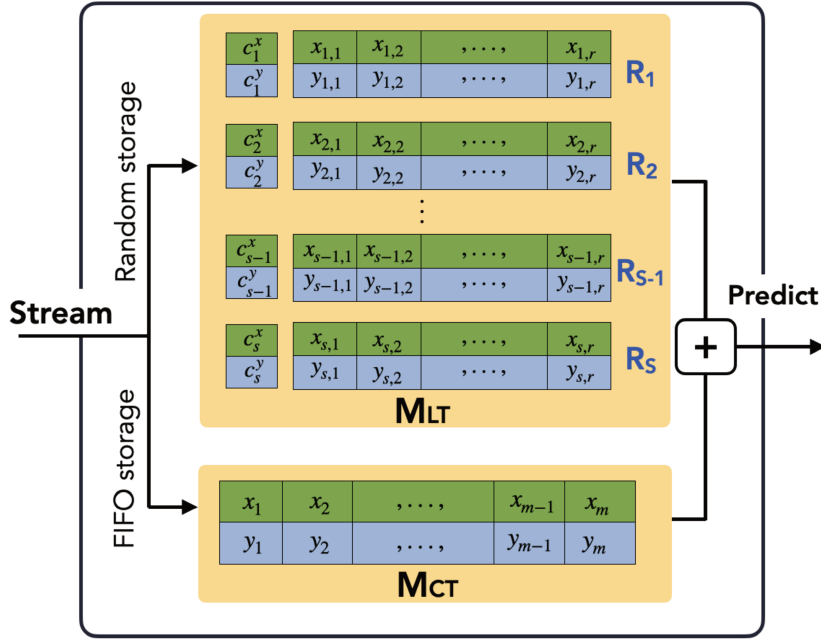 Random storage
c_1^x x_{1,1} x_{1,2} , . . . , x_{1,r}
c_1^y y_{1,1} y_{1,2} , . . . , y_{1,r}
R1
c_2^x x_{2,1} x_{2,2} , . . . , x_{2,r}
c_2^y y_{2,1} y_{2,2} , . . . , y_{2,r}
R2
⋮
c_{s−1}^x x_{s−1,1} x_{s−1,2} , . . . , x_{s−1,r}
c_{s−1}^y y_{s−1,1} y_{s−1,2} , . . . , y_{s−1,r}
RS-1
c_s^x x_{s,1} x_{s,2} , . . . , x_{s,r}
c_s^y y_{s,1} y_{s,2} , . . . , y_{s,r}
RS
MLT
Stream
Predict
+
FIFO storage
x_1 x_2 , . . . , x_{m−1} x_m
y_1 y_2 , . . . , y_{m−1} y_m
MCT